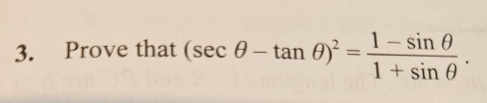 3. Prove that (sec θ – tan θ)² = (1 – sin θ)/(1 + sin θ).